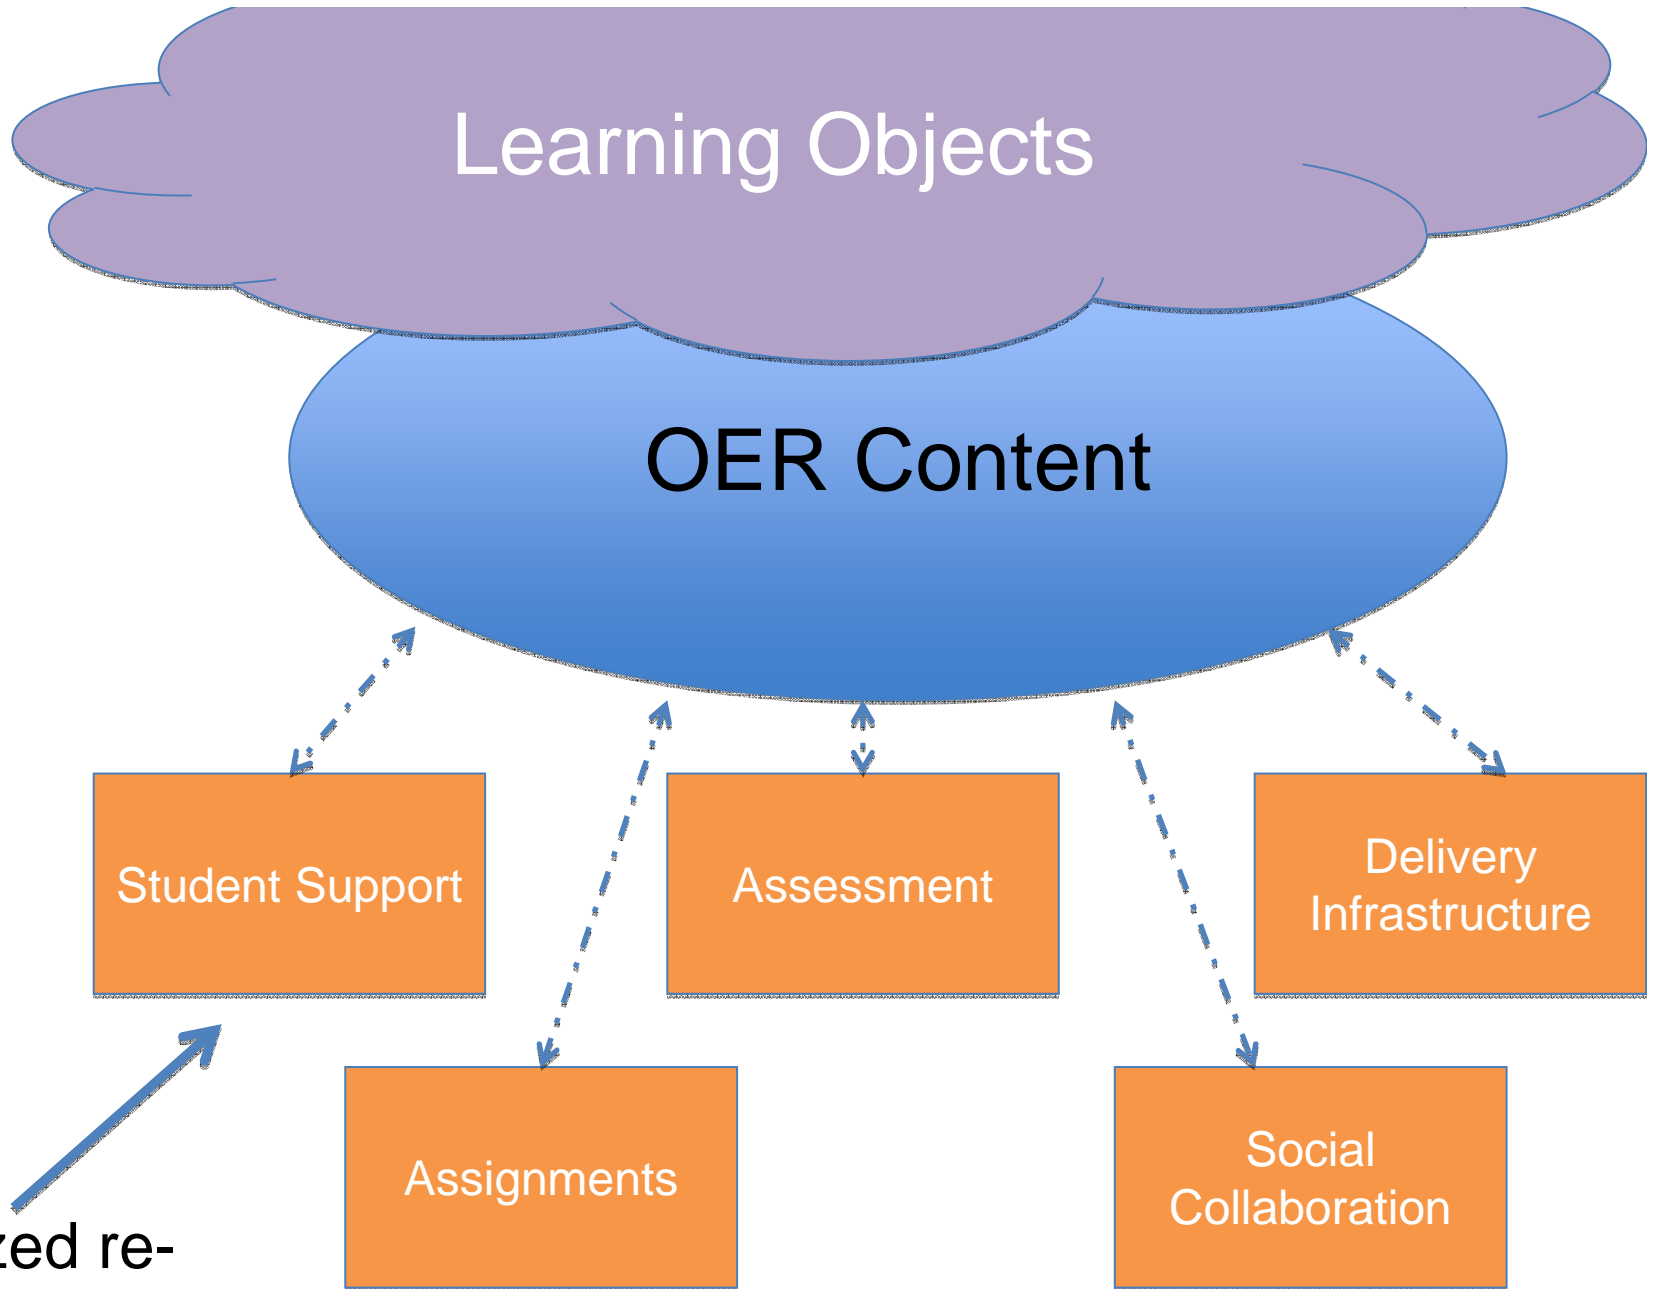 Learning Objects
OER Content
Student Support
Assessment
Delivery
Infrastructure
Assignments
Social
Collaboration
zed re-